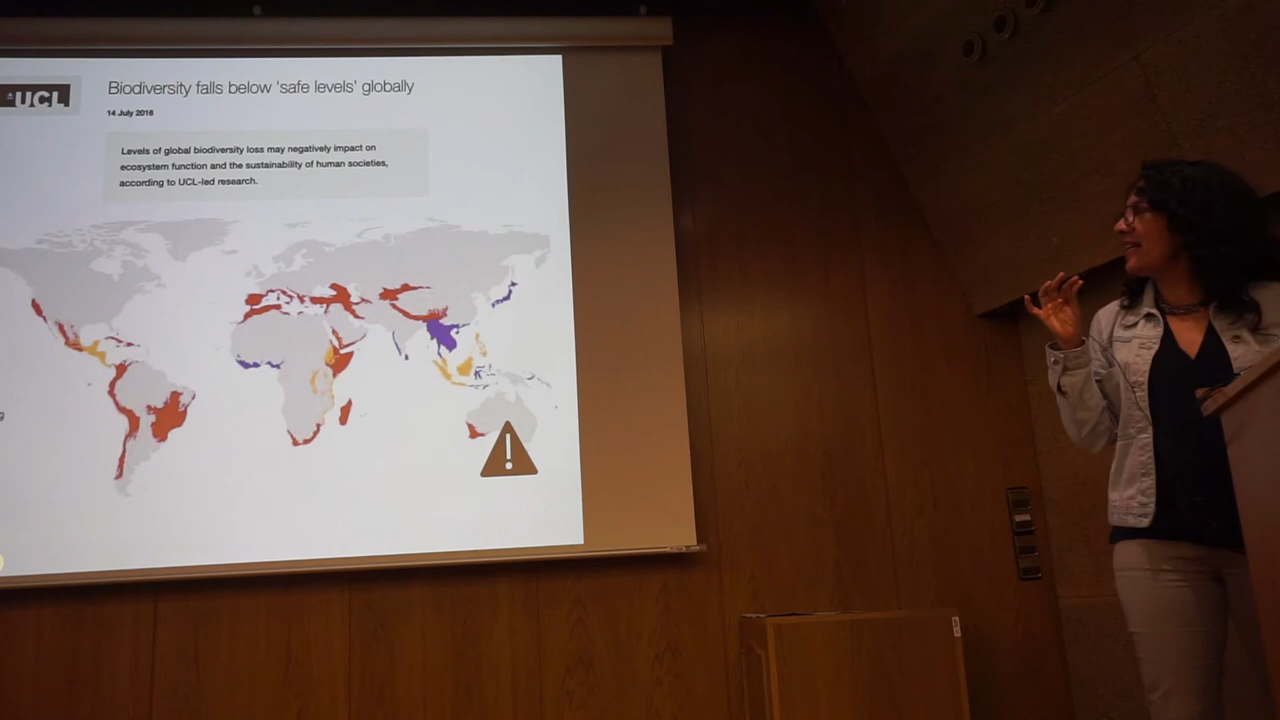 UCL
Biodiversity falls below 'safe levels' globally
14 July 2016
Levels of global biodiversity loss may negatively impact on
ecosystem function and the sustainability of human societies,
according to UCL-led research.
!